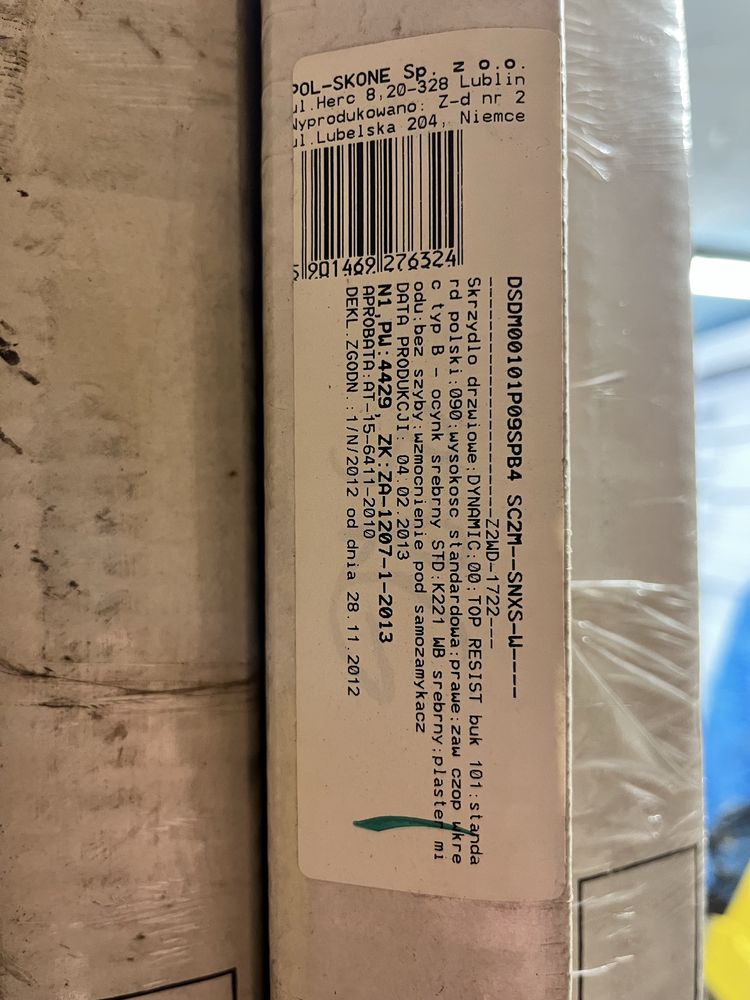 POL-SKONE Sp. z o.o.
ul.Herc 8,20-328 Lublin
Wyprodukowano: Z-d nr 2
ul.Lubelska 204, Niemce
5 901469 276324
DSDM00101P09SPB4 SC2M--SNXS-W----
----------------------Z2WD-1722---
Skrzydlo drzwiowe:DYNAMIC:00:TOP RESIST buk 101:standa
rd polski:090:wysokosc standardowa:prawe:zaw czop wkre
c typ B - ocynk srebrny STD:K221 WB srebrny:plaster mi
odu:bez szyby:wzmocnienie pod samozamykacz
DATA PRODUKCJI: 04.02.2013
N1,PW:4429, ZK:ZA-1207-1-2013
APROBATA:AT-15-6411-2010
DEKL.ZGODN.:1/N/2012 od dnia 28.11.2012